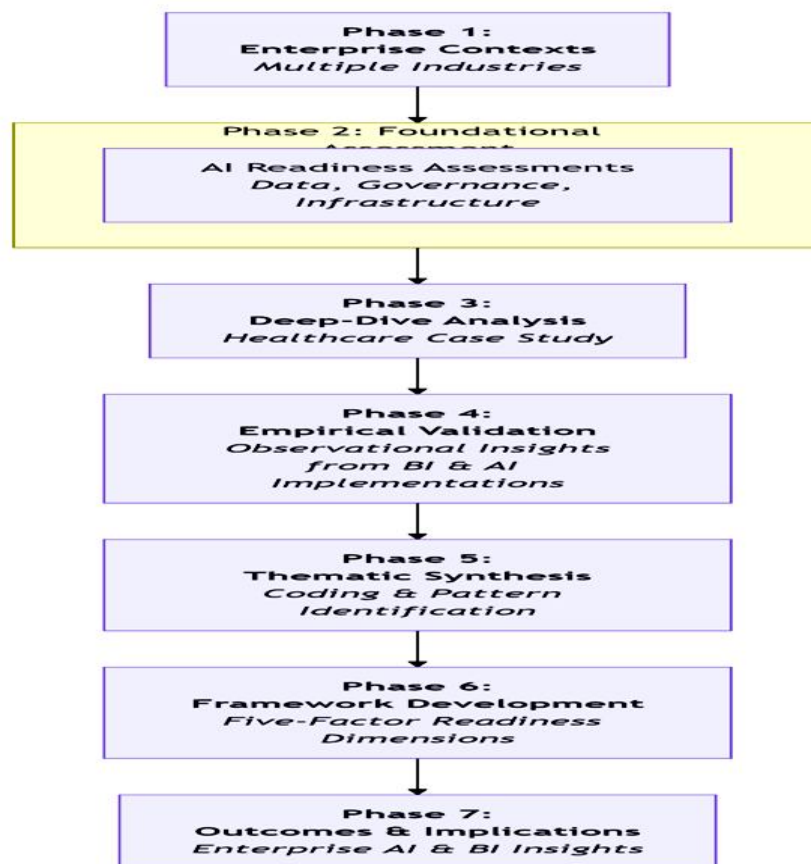 Phase 1:
Enterprise Contexts
Multiple Industries
Phase 2: Foundational
Assessment
AI Readiness Assessments
Data, Governance,
Infrastructure
Phase 3:
Deep-Dive Analysis
Healthcare Case Study
Phase 4:
Empirical Validation
Observational Insights
from BI & AI
Implementations
Phase 5:
Thematic Synthesis
Coding & Pattern
Identification
Phase 6:
Framework Development
Five-Factor Readiness
Dimensions
Phase 7:
Outcomes & Implications
Enterprise AI & BI Insights